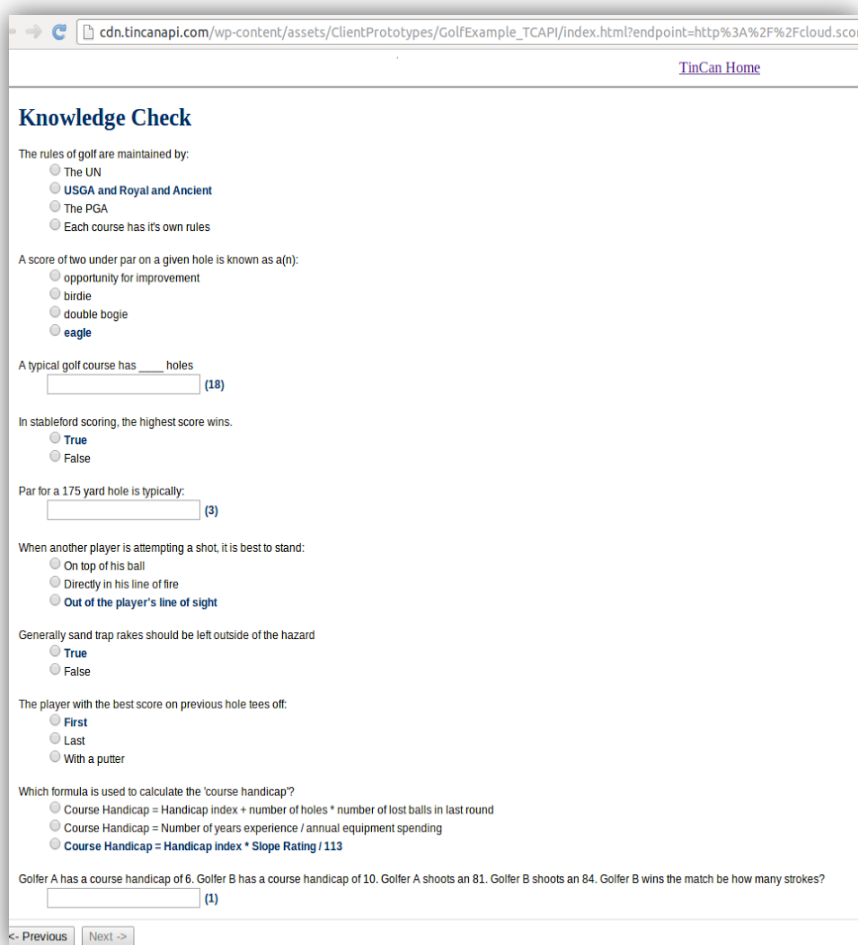 cdn.tincanapi.com/wp-content/assets/ClientPrototypes/GolfExample_TCAPI/index.html?endpoint=http%3A%2F%2Fcloud.scor
TinCan Home
Knowledge Check
The rules of golf are maintained by:
The UN
USGA and Royal and Ancient
The PGA
Each course has it's own rules
A score of two under par on a given hole is known as a(n):
opportunity for improvement
birdie
double bogie
eagle
A typical golf course has ____ holes
(18)
In stableford scoring, the highest score wins.
True
False
Par for a 175 yard hole is typically:
(3)
When another player is attempting a shot, it is best to stand:
On top of his ball
Directly in his line of fire
Out of the player's line of sight
Generally sand trap rakes should be left outside of the hazard
True
False
The player with the best score on previous hole tees off:
First
Last
With a putter
Which formula is used to calculate the 'course handicap'?
Course Handicap = Handicap index + number of holes * number of lost balls in last round
Course Handicap = Number of years experience / annual equipment spending
Course Handicap = Handicap index * Slope Rating / 113
Golfer A has a course handicap of 6. Golfer B has a course handicap of 10. Golfer A shoots an 81. Golfer B shoots an 84. Golfer B wins the match be how many strokes?
(1)
<- Previous Next ->